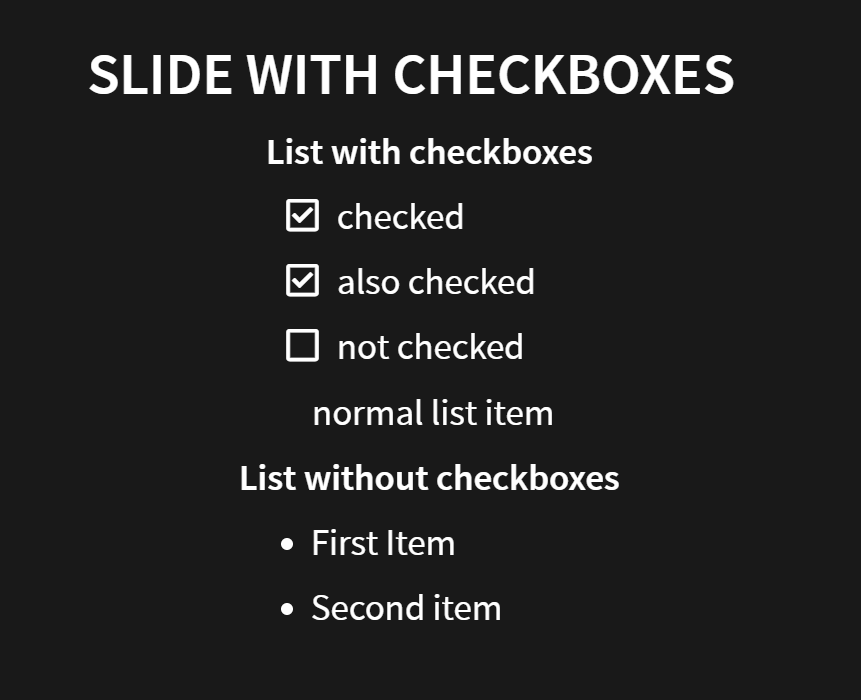 SLIDE WITH CHECKBOXES
List with checkboxes
☑ checked
☑ also checked
☐ not checked
normal list item
List without checkboxes
• First Item
• Second item